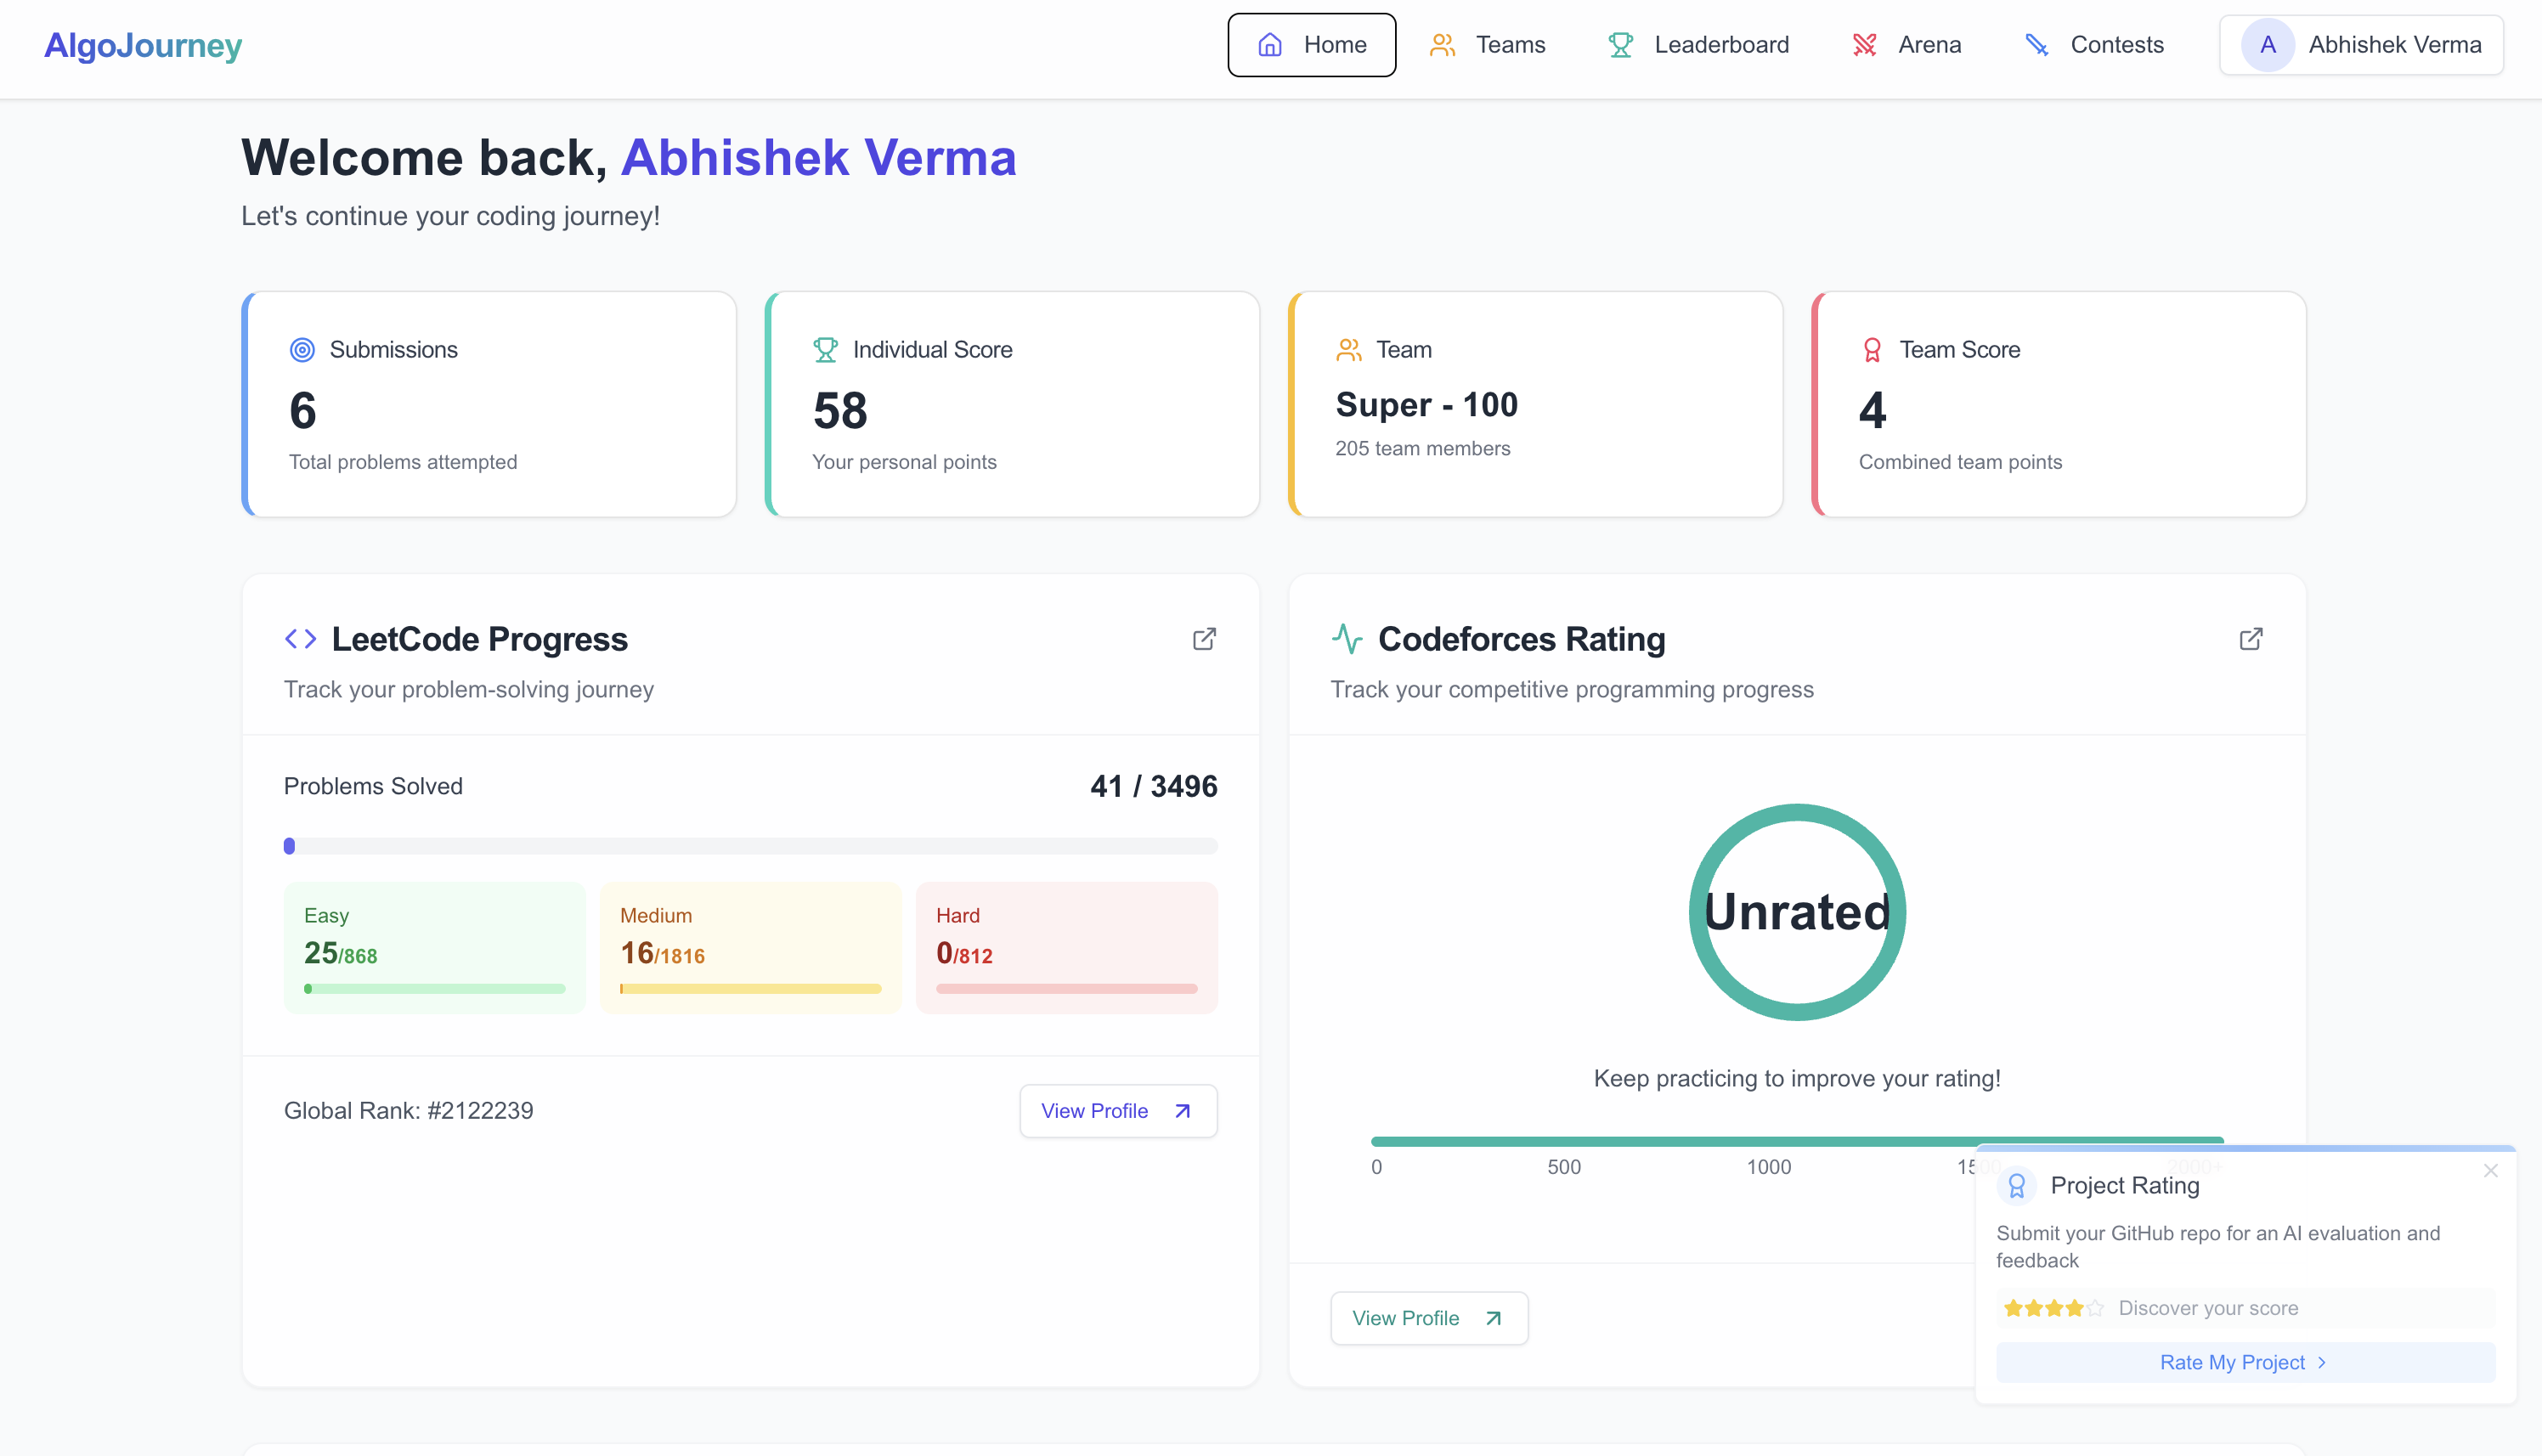 AlgoJourney
Home
Teams
Leaderboard
Arena
Contests
A
Abhishek Verma
Welcome back, Abhishek Verma
Let's continue your coding journey!
Submissions
6
Total problems attempted
Individual Score
58
Your personal points
Team
Super - 100
205 team members
Team Score
4
Combined team points
LeetCode Progress
Track your problem-solving journey
Problems Solved
41 / 3496
Easy
25/868
Medium
16/1816
Hard
0/812
Global Rank: #2122239
View Profile
Codeforces Rating
Track your competitive programming progress
Unrated
Keep practicing to improve your rating!
0
500
1000
1500
2000+
View Profile
Project Rating
Submit your GitHub repo for an AI evaluation and
feedback
Discover your score
Rate My Project